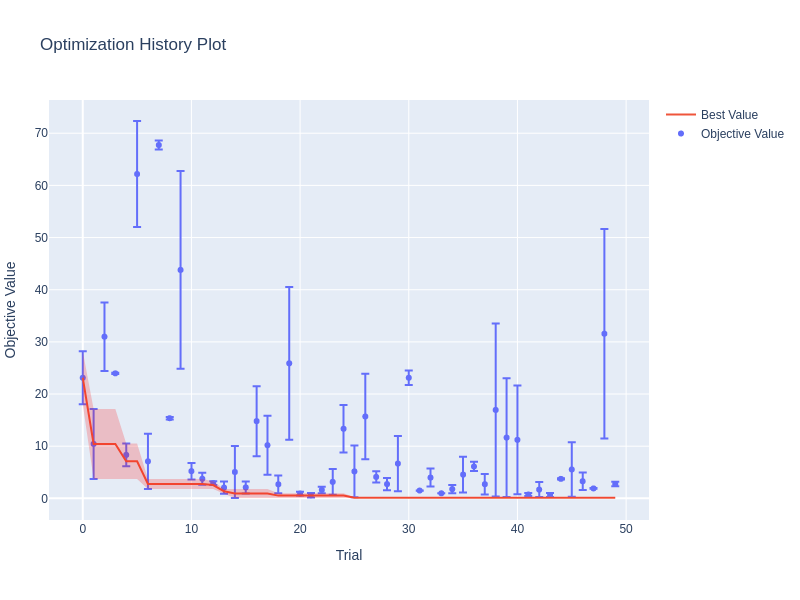 Optimization History Plot
Best Value
Objective Value
70
60
50
40
30
20
10
0
Objective Value
0 10 20 30 40 50
Trial